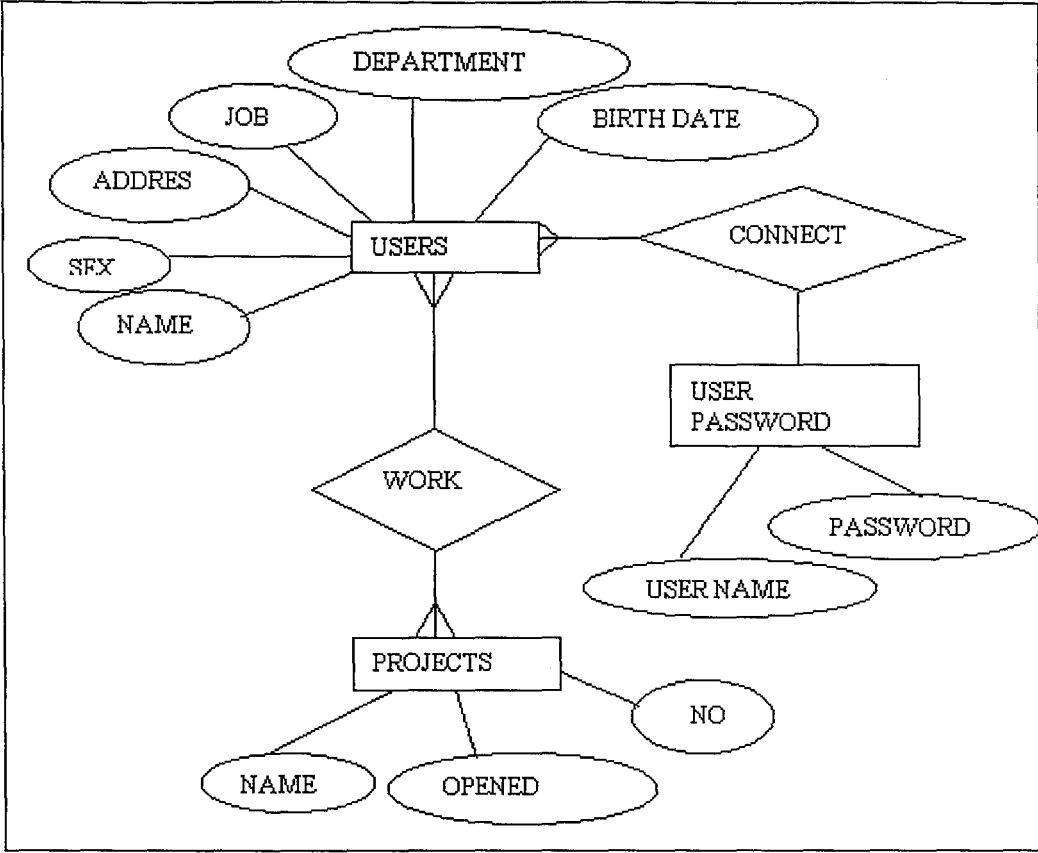 DEPARTMENT
JOB
BIRTH DATE
ADDRES
USERS
CONNECT
SEX
NAME
USER
PASSWORD
WORK
PASSWORD
USER NAME
PROJECTS
NO
NAME
OPENED